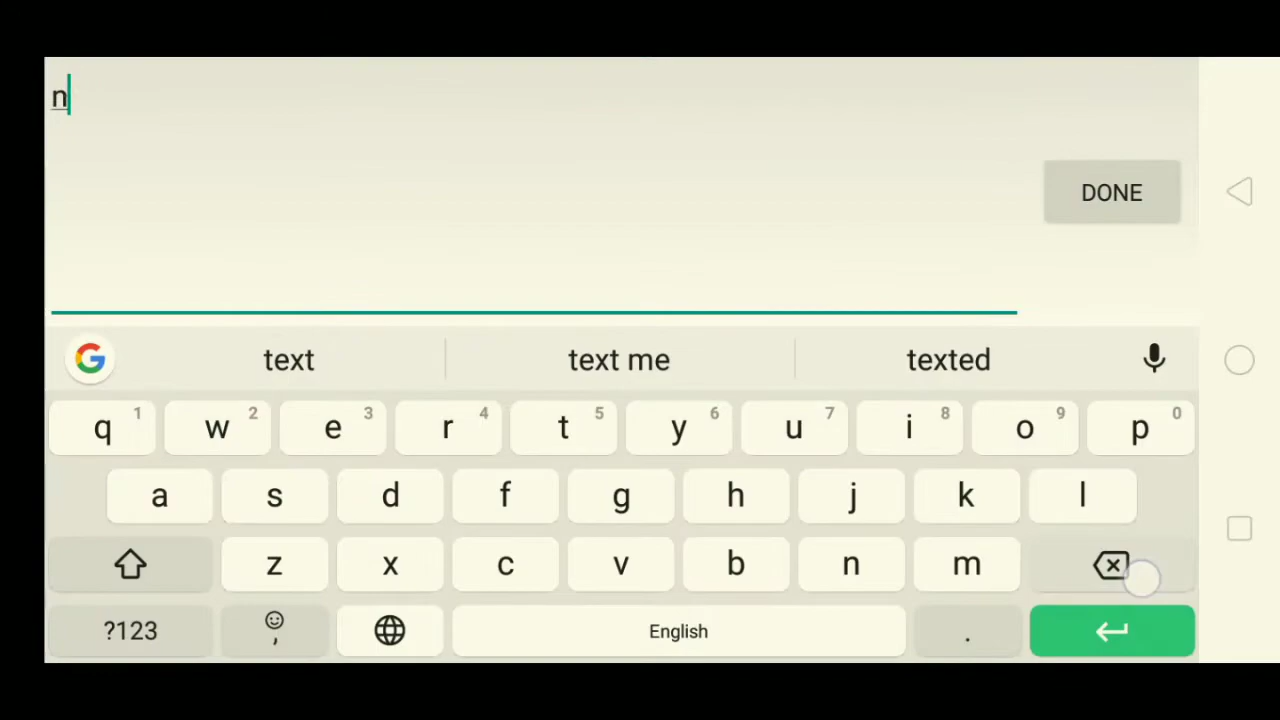 n
DONE
text text me texted
q 1 w 2 e 3 r 4 t 5 y 6 u 7 i 8 o 9 p 0
a s d f g h j k l
z x c v b n m
?123 , English .